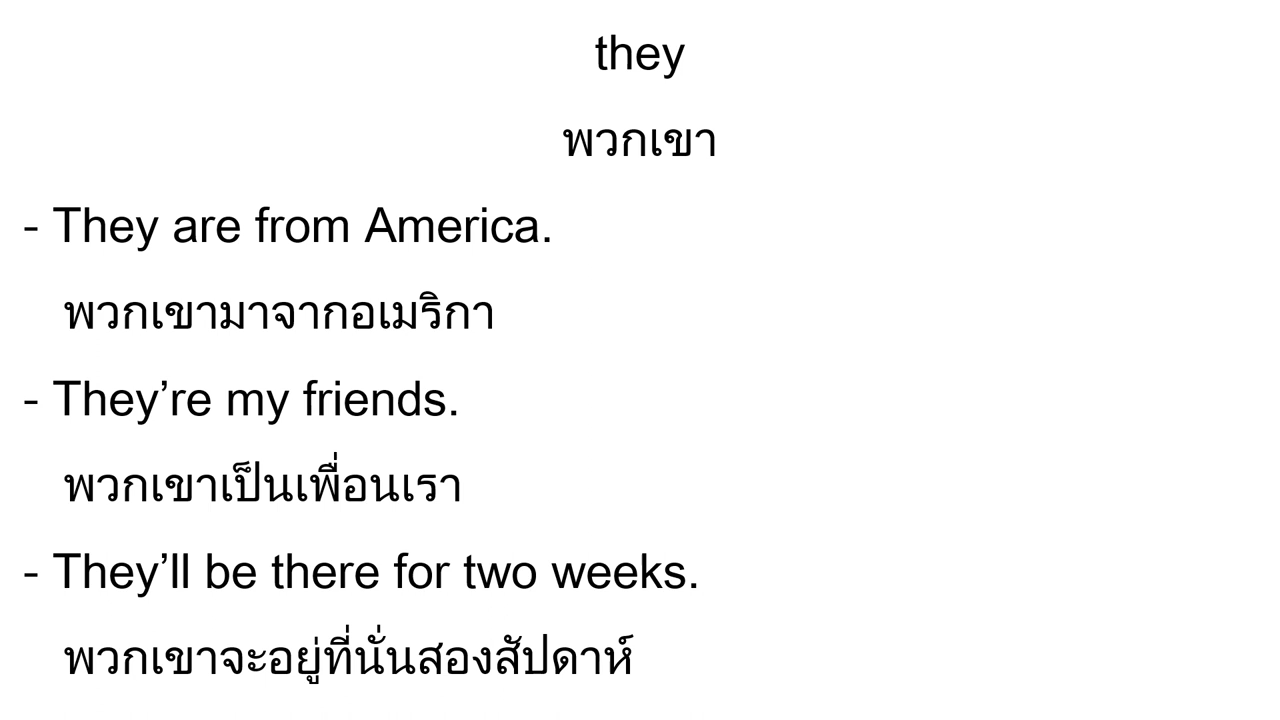 they
พวกเขา
- They are from America.
พวกเขามาจากอเมริกา
- They’re my friends.
พวกเขาเป็นเพื่อนเรา
- They’ll be there for two weeks.
พวกเขาจะอยู่ที่นั่นสองสัปดาห์